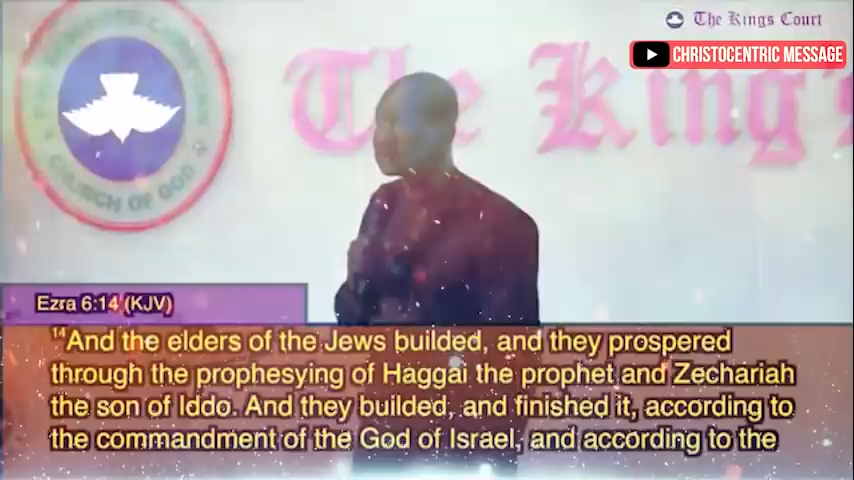 The Kings Court
CHRISTOCENTRIC MESSAGE
The King's
CHURCH OF GOD
Ezra 6:14 (KJV)
14And the elders of the Jews builded, and they prospered
through the prophesying of Haggai the prophet and Zechariah
the son of Iddo. And they builded, and finished it, according to
the commandment of the God of Israel, and according to the